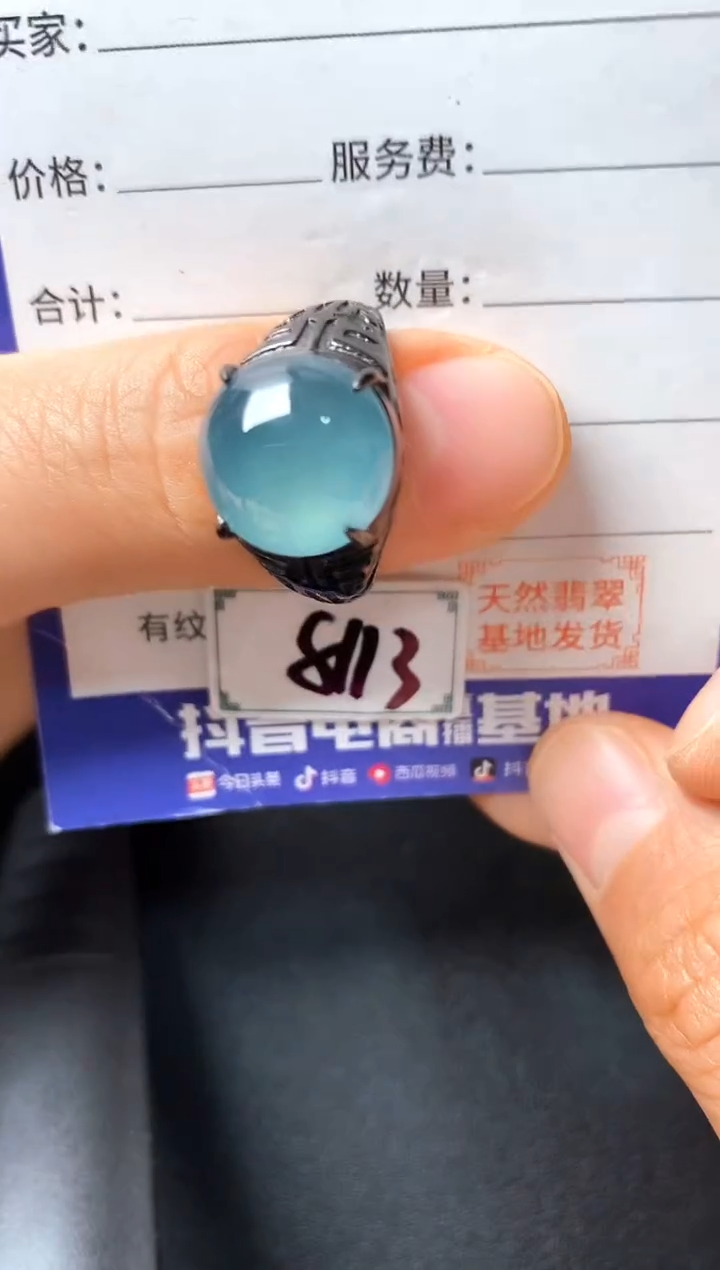 买家:
价格: 服务费:
合计: 数量:
有纹
8113
天然翡翠
基地发货
抖音电商直播基地
今日头条 抖音 西瓜视频 抖